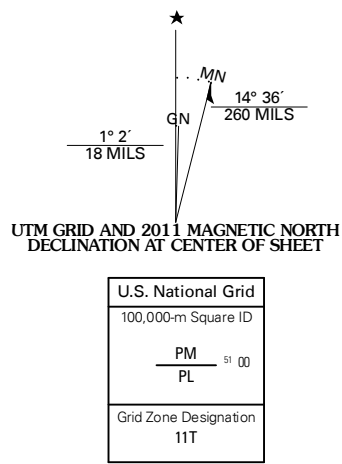 ★
MN
GN
14° 36´
260 MILS
1° 2´
18 MILS
UTM GRID AND 2011 MAGNETIC NORTH
DECLINATION AT CENTER OF SHEET
U.S. National Grid
100,000-m Square ID
PM
51 00
PL
Grid Zone Designation
11T